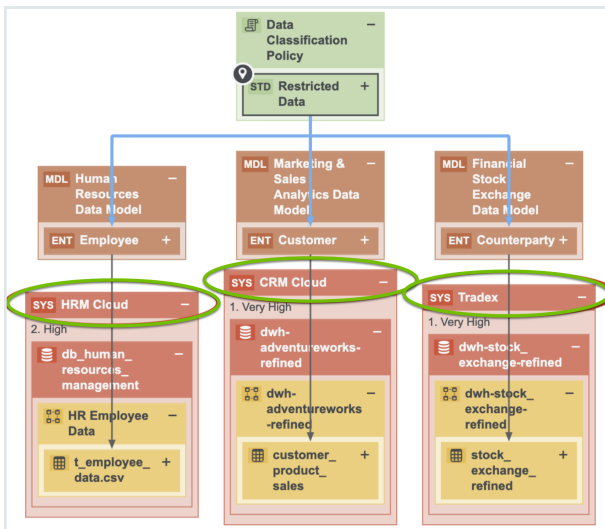 Data
Classification
Policy
STD Restricted
Data
MDL Human
Resources
Data Model
ENT Employee
SYS HRM Cloud
2. High
db_human_
resources_
management
HR Employee
Data
t_employee_
data.csv
MDL Marketing &
Sales
Analytics Data
Model
ENT Customer
SYS CRM Cloud
1. Very High
dwh-
adventureworks-
refined
dwh-
adventureworks
-refined
customer_
product_
sales
MDL Financial
Stock
Exchange
Data Model
ENT Counterparty
SYS Tradex
1. Very High
dwh-stock_
exchange-refined
dwh-stock_
exchange-
refined
stock_
exchange_
refined